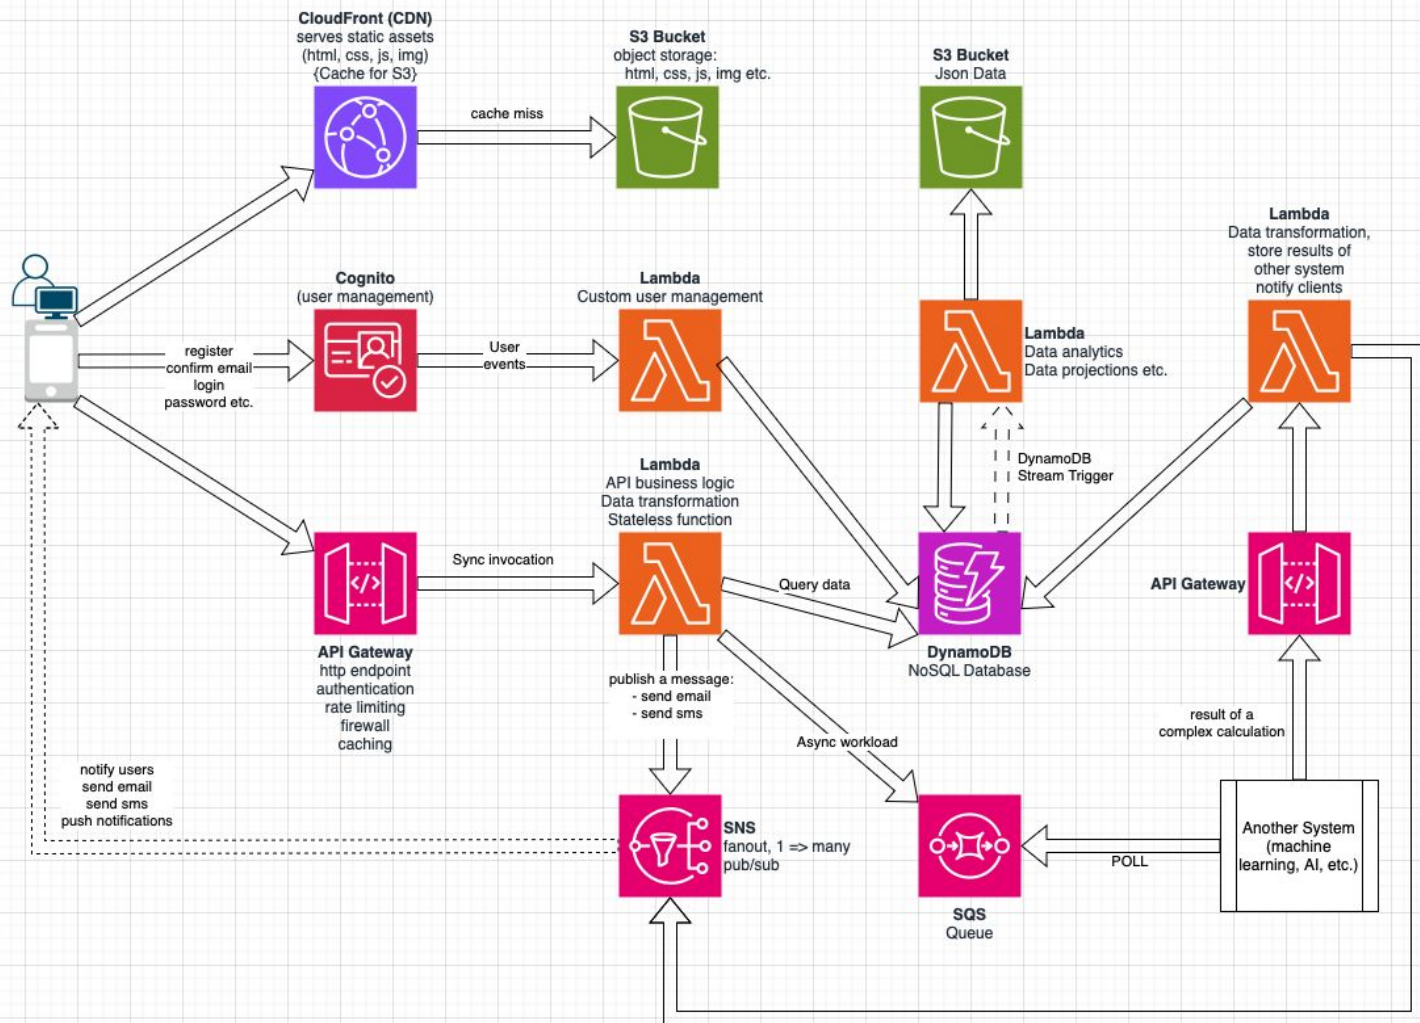 CloudFront (CDN)
serves static assets
(html, css, js, img)
{Cache for S3}
cache miss
S3 Bucket
object storage:
html, css, js, img etc.
S3 Bucket
Json Data
Lambda
Data transformation,
store results of
other system
notify clients
Cognito
(user management)
register
confirm email
login
password etc.
User
events
Lambda
Custom user management
Lambda
Data analytics
Data projections etc.
DynamoDB
Stream Trigger
Lambda
API business logic
Data transformation
Stateless function
Sync invocation
Query data
API Gateway
http endpoint
authentication
rate limiting
firewall
caching
DynamoDB
NoSQL Database
API Gateway
publish a message:
- send email
- send sms
Async workload
result of a
complex calculation
notify users
send email
send sms
push notifications
SNS
fanout, 1 => many
pub/sub
SQS
Queue
POLL
Another System
(machine
learning, AI, etc.)